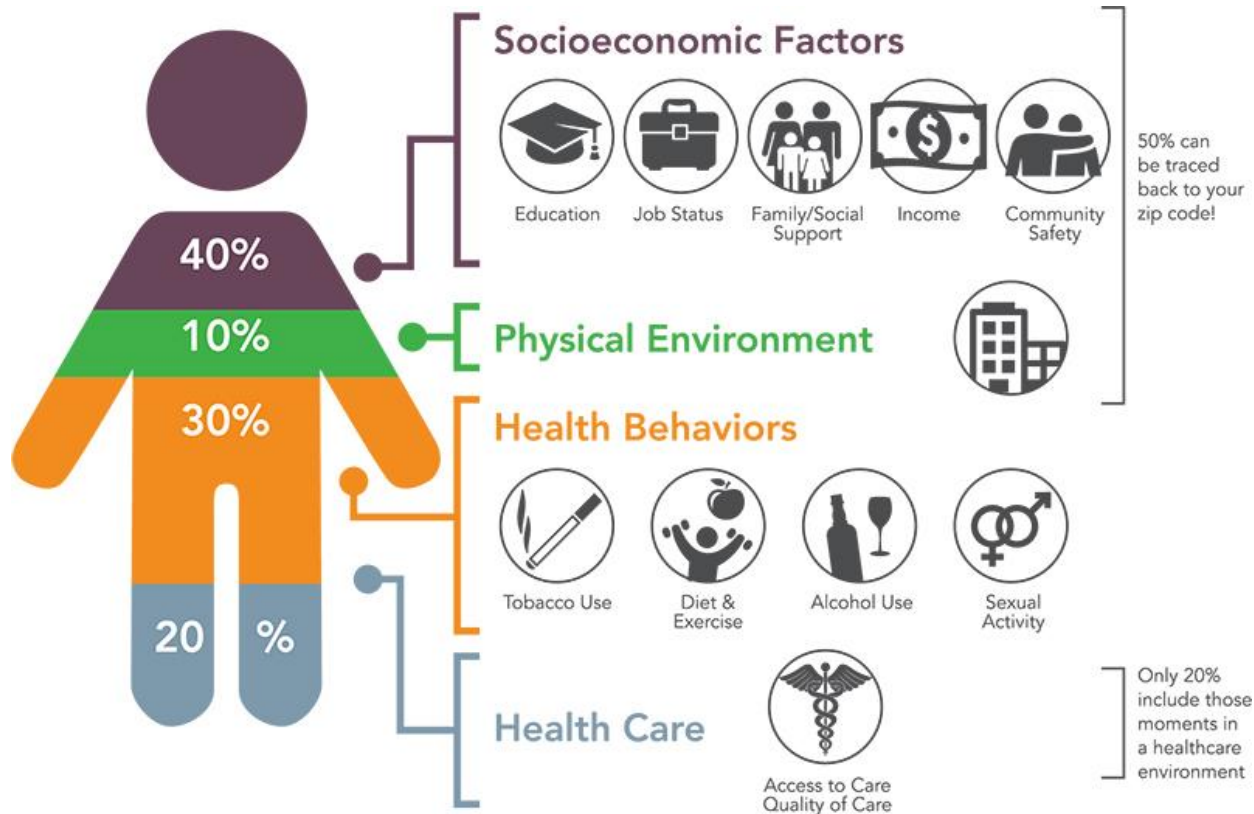 Socioeconomic Factors
Education
Job Status
Family/Social
Support
Income
Community
Safety
50% can
be traced
back to your
zip code!
40%
10%
Physical Environment
30%
Health Behaviors
Tobacco Use
Diet &
Exercise
Alcohol Use
Sexual
Activity
20 %
Health Care
Access to Care
Quality of Care
Only 20%
include those
moments in
a healthcare
environment